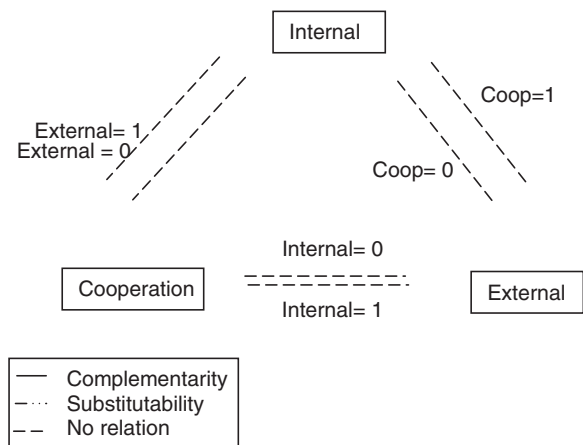 Internal
External= 1
External = 0
Coop=1
Coop= 0
Internal= 0
Cooperation
External
Internal= 1
Complementarity
Substitutability
No relation